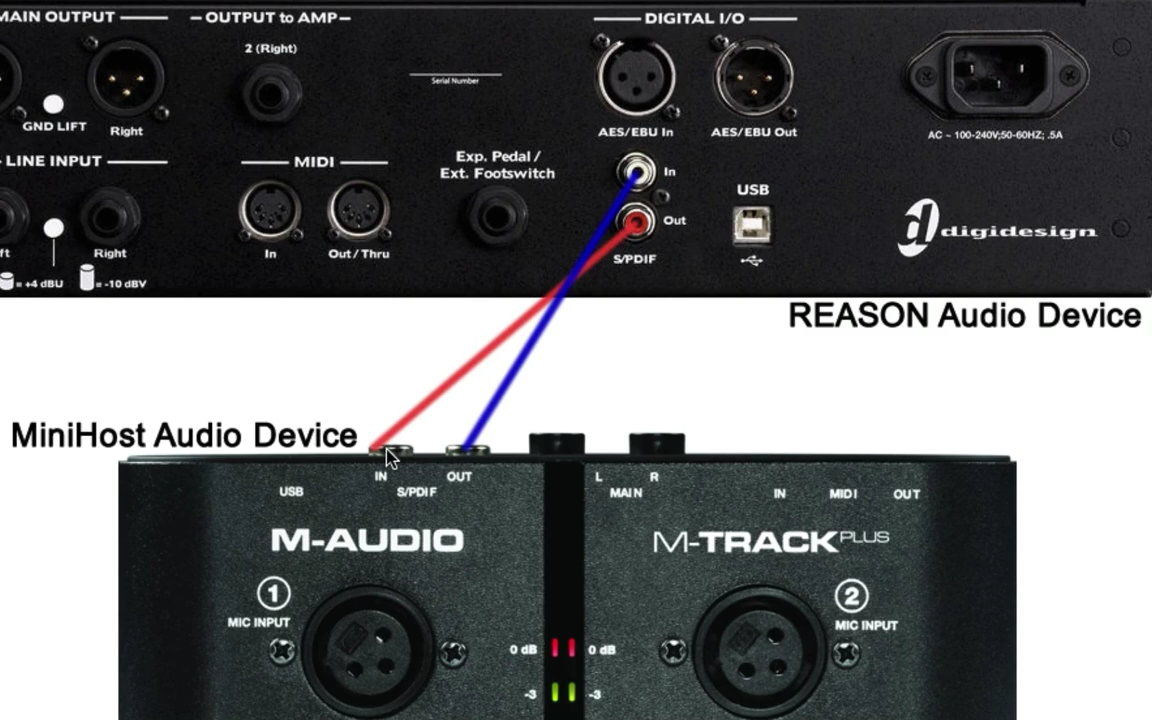 MAIN OUTPUT
OUTPUT to AMP
DIGITAL I/O
2 (Right)
Serial Number
GND LIFT
Right
AES/EBU In
AES/EBU Out
AC ~ 100-240V;50-60HZ; .5A
LINE INPUT
MIDI
Exp. Pedal /
Ext. Footswitch
In
USB
Out
digidesign
Right
In
Out / Thru
S/PDIF
= +4 dBU
= -10 dBV
REASON Audio Device
MiniHost Audio Device
IN
OUT
L
R
USB
S/PDIF
MAIN
IN
MIDI
OUT
M-AUDIO
M-TRACK PLUS
1
MIC INPUT
2
MIC INPUT
0 dB
0 dB
-3
-3